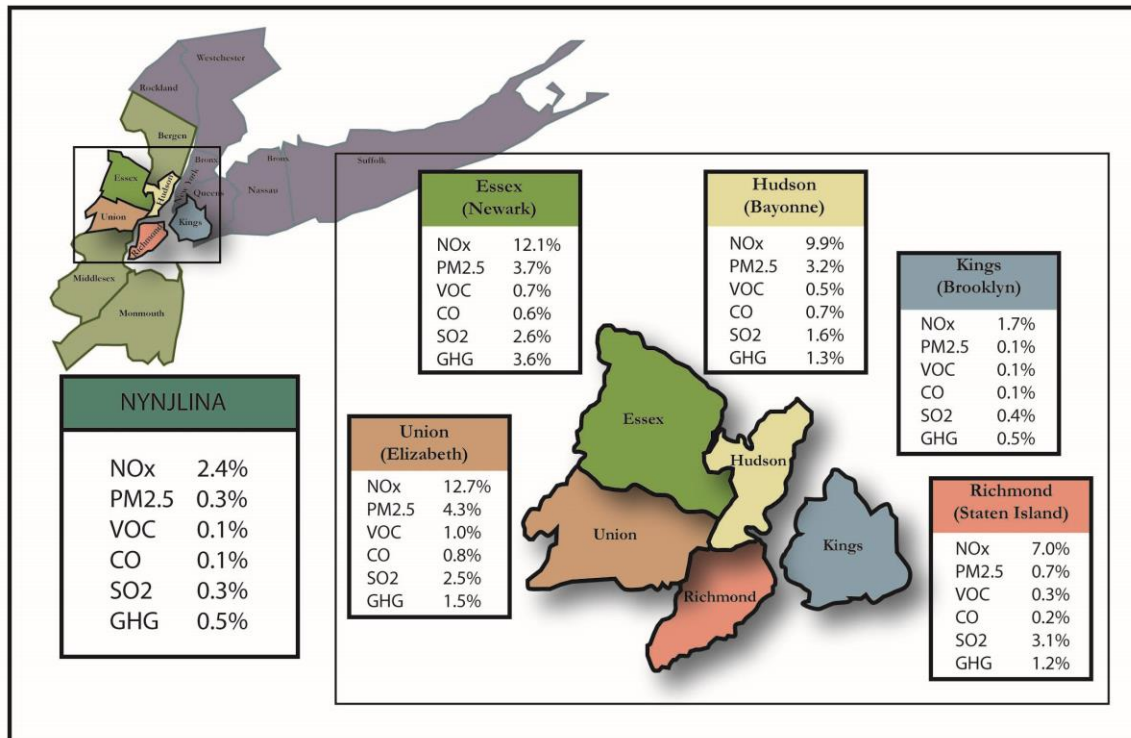 Westchester
Rockland
Bergen
Bronx
Bronx
Suffolk
Essex
Hudson
New York
Queens
Nassau
Union
Kings
Richmond
Middlesex
Monmouth
NYNJLINA
NOx 2.4%
PM2.5 0.3%
VOC 0.1%
CO 0.1%
SO2 0.3%
GHG 0.5%
Essex
(Newark)
NOx 12.1%
PM2.5 3.7%
VOC 0.7%
CO 0.6%
SO2 2.6%
GHG 3.6%
Hudson
(Bayonne)
NOx 9.9%
PM2.5 3.2%
VOC 0.5%
CO 0.7%
SO2 1.6%
GHG 1.3%
Kings
(Brooklyn)
NOx 1.7%
PM2.5 0.1%
VOC 0.1%
CO 0.1%
SO2 0.4%
GHG 0.5%
Union
(Elizabeth)
NOx 12.7%
PM2.5 4.3%
VOC 1.0%
CO 0.8%
SO2 2.5%
GHG 1.5%
Richmond
(Staten Island)
NOx 7.0%
PM2.5 0.7%
VOC 0.3%
CO 0.2%
SO2 3.1%
GHG 1.2%
Essex
Hudson
Union
Kings
Richmond